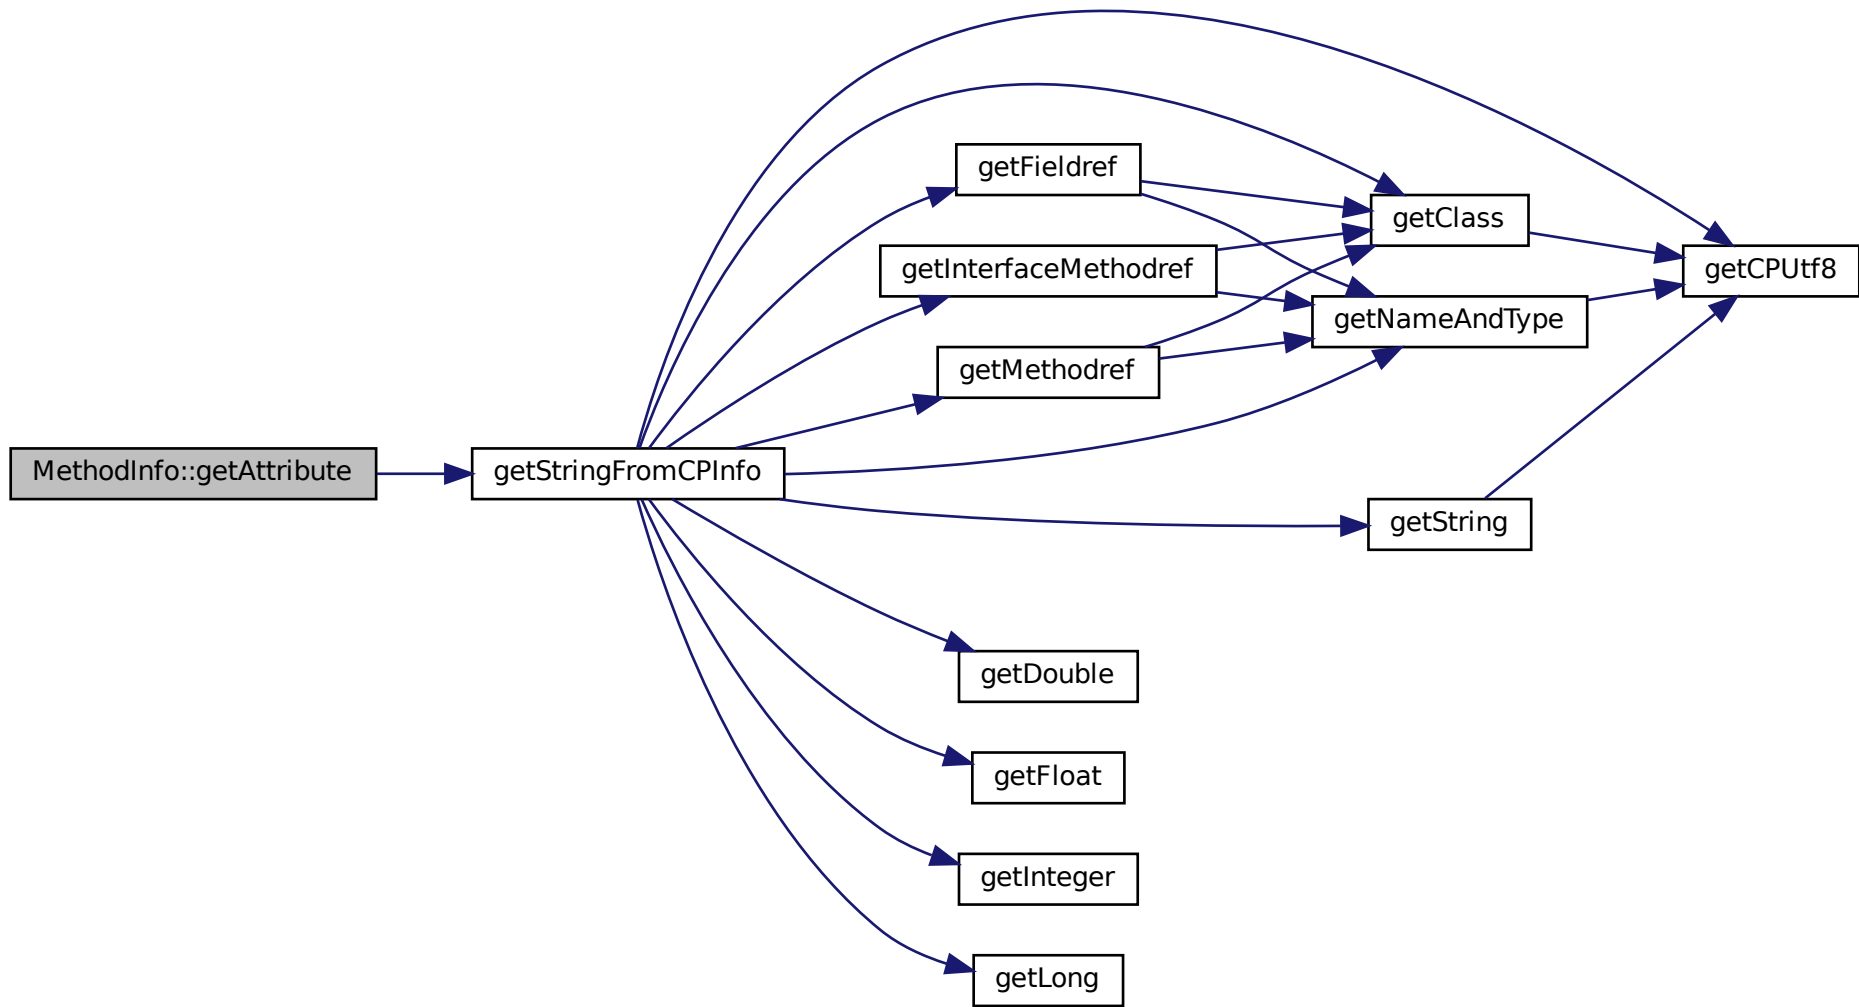 MethodInfo::getAttribute
getStringFromCPInfo
getFieldref
getInterfaceMethodref
getMethodref
getClass
getNameAndType
getCPUtf8
getString
getDouble
getFloat
getInteger
getLong